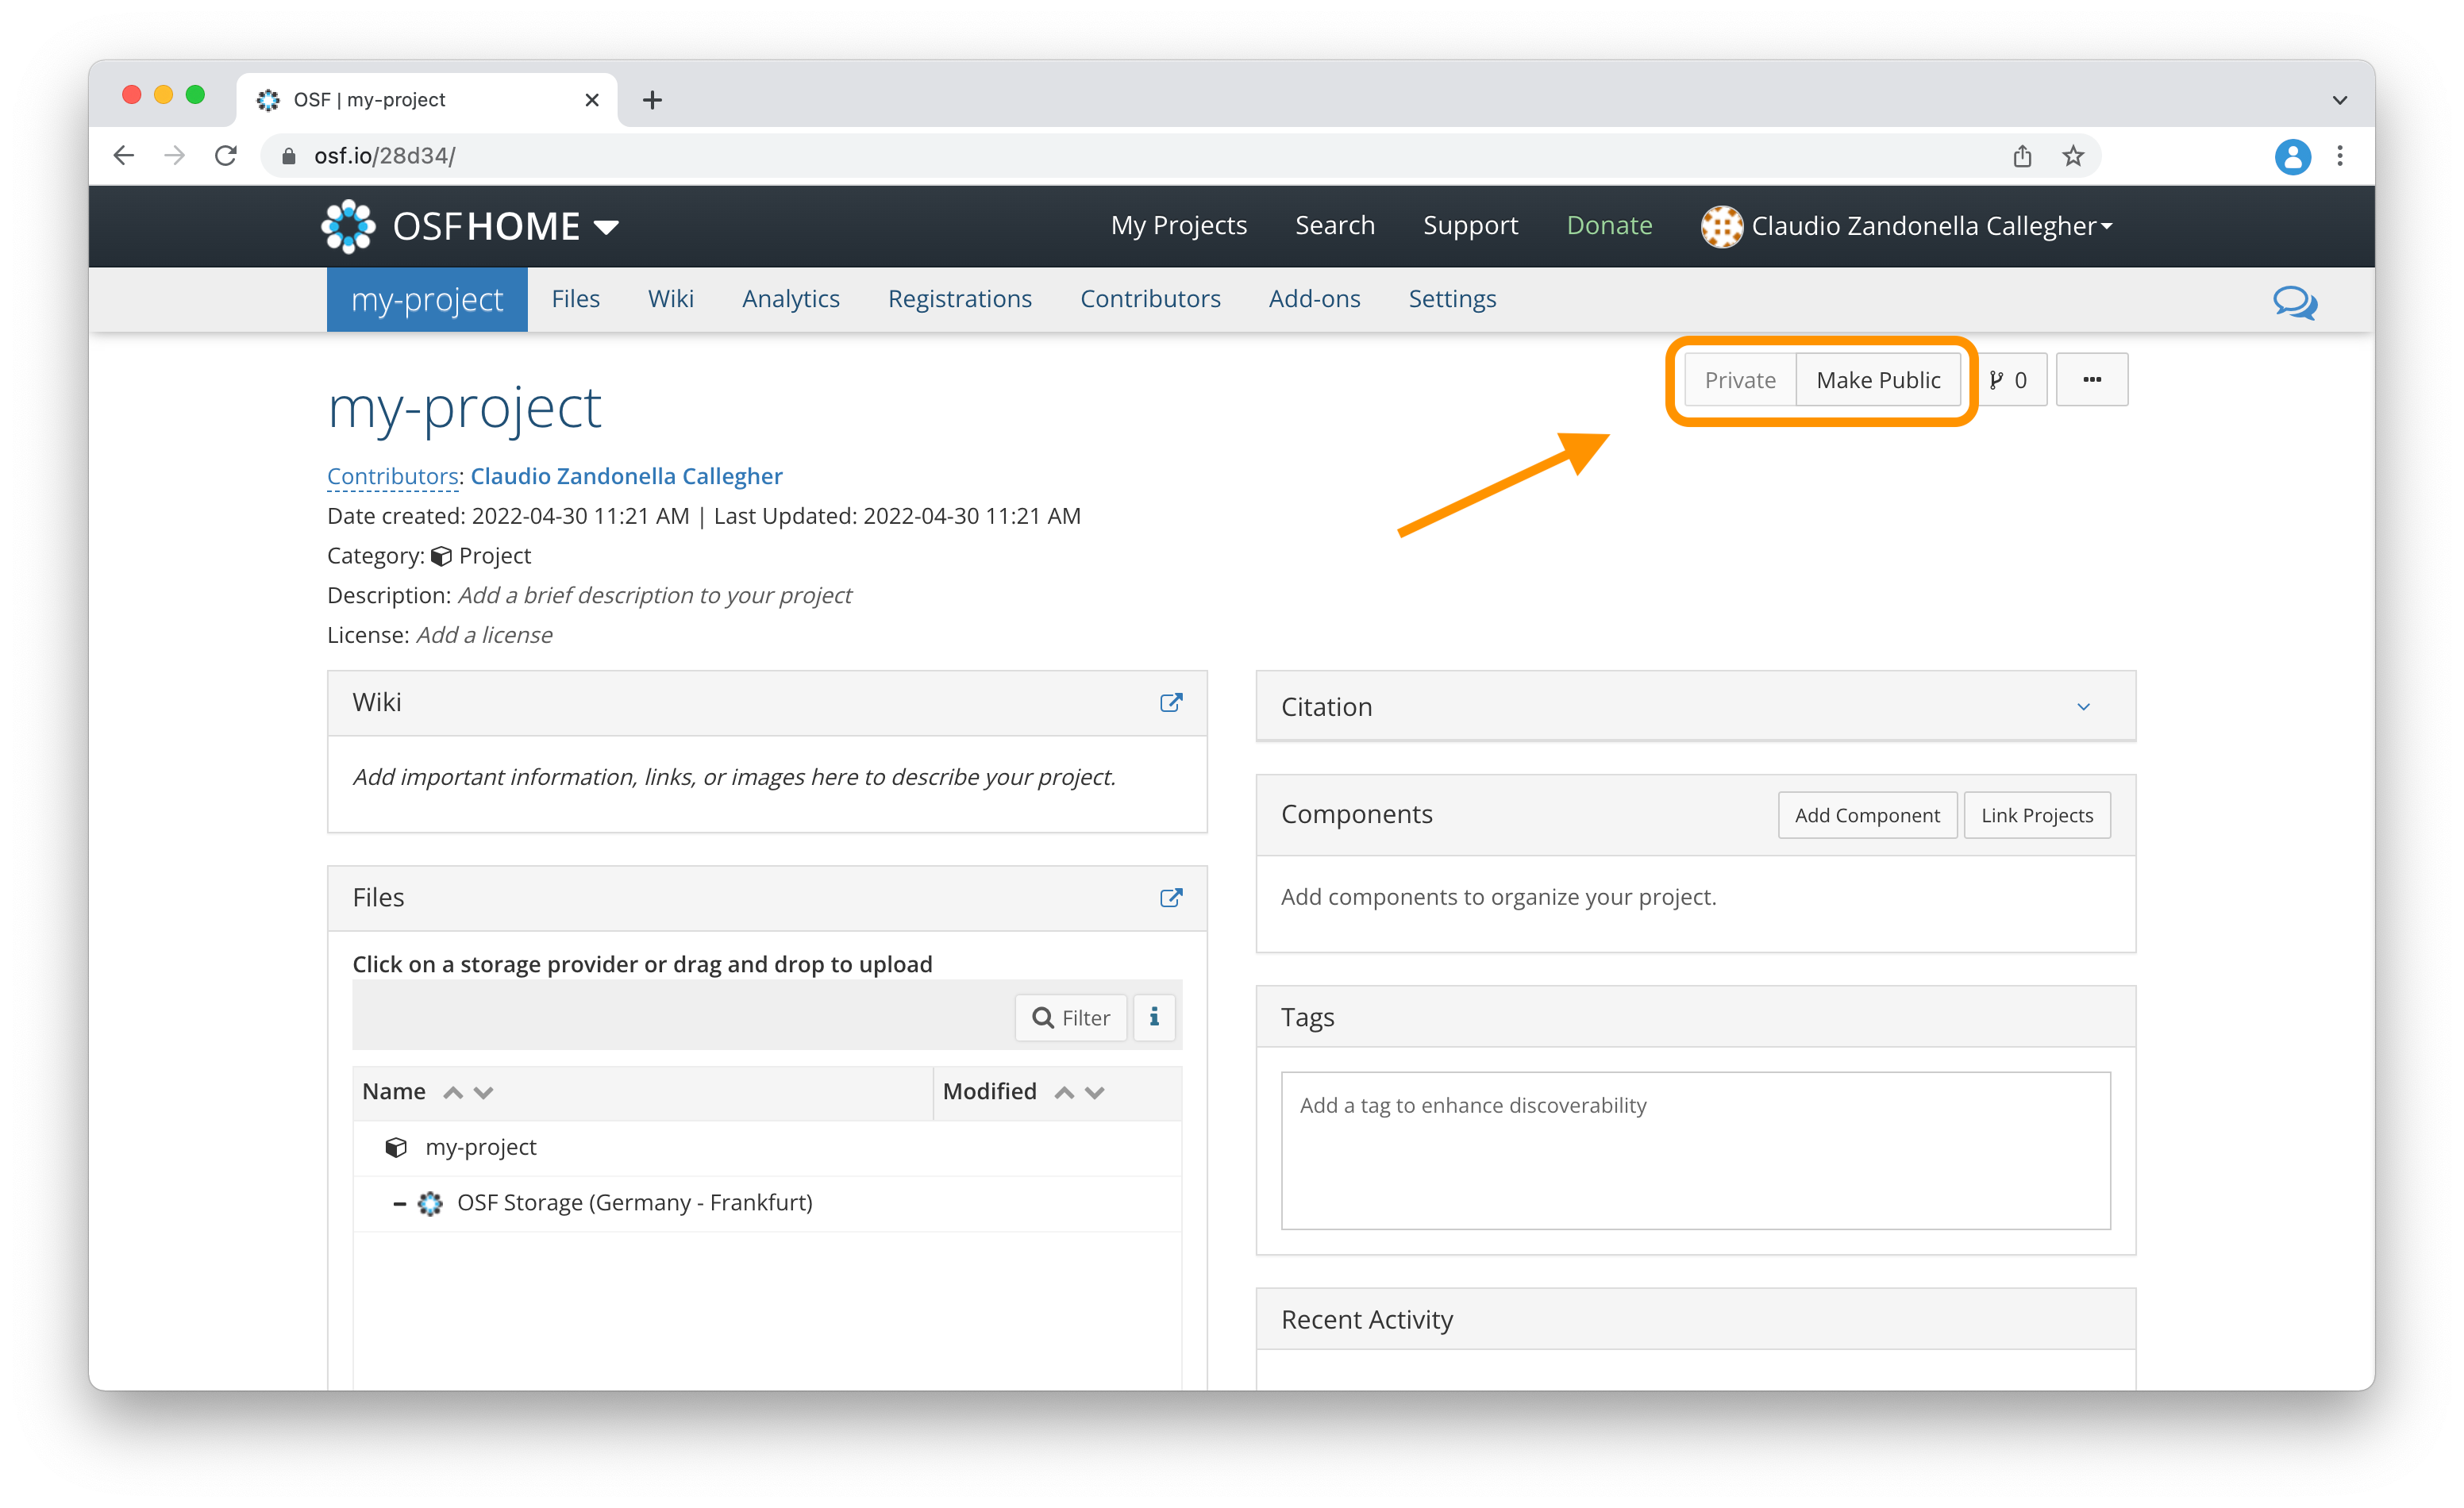 OSF | my-project
osf.io/28d34/
OSFHOME
My Projects
Search
Support
Donate
Claudio Zandonella Callegher
my-project
Files
Wiki
Analytics
Registrations
Contributors
Add-ons
Settings
Private
Make Public
0
my-project
Contributors: Claudio Zandonella Callegher
Date created: 2022-04-30 11:21 AM | Last Updated: 2022-04-30 11:21 AM
Category: Project
Description: Add a brief description to your project
License: Add a license
Wiki
Add important information, links, or images here to describe your project.
Files
Click on a storage provider or drag and drop to upload
Filter
i
Name
Modified
my-project
OSF Storage (Germany - Frankfurt)
Citation
Components
Add Component
Link Projects
Add components to organize your project.
Tags
Add a tag to enhance discoverability
Recent Activity